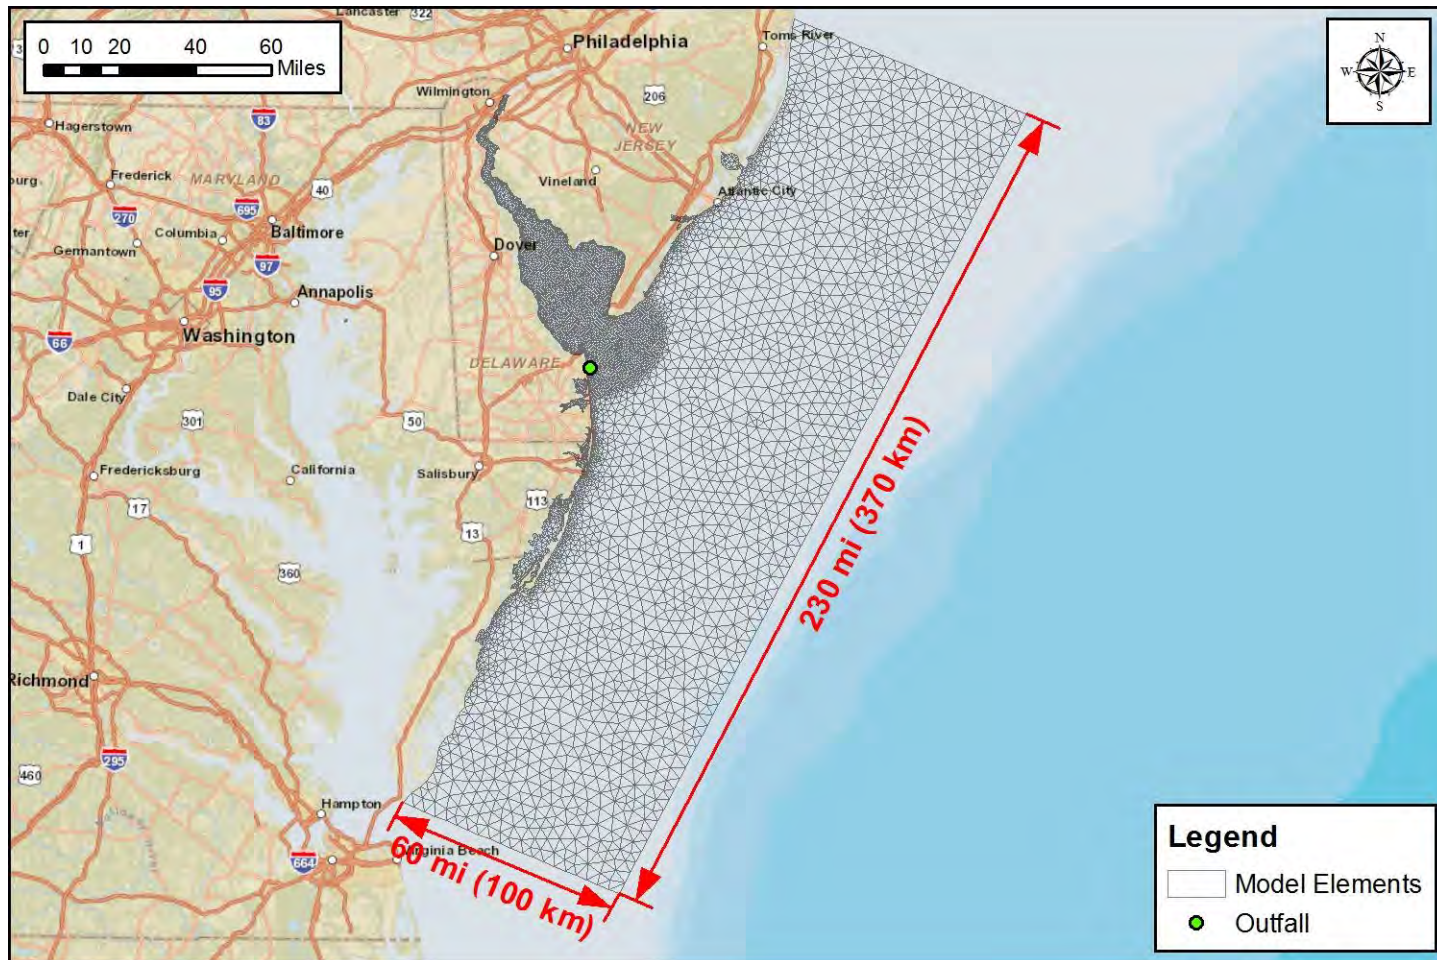 Lancaster
322
0 10 20 40 60
Miles
Philadelphia
Toms River
N
W E
S
Wilmington
206
Hagerstown
83
NEW
JERSEY
Frederick
MARYLAND
40
Vineland
Atlantic City
695
270
Columbia
Baltimore
Germantown
Dover
97
95
Annapolis
Washington
66
DELAWARE
Dale City
301
50
Fredericksburg
California
Salisbury
113
17
13
1
360
230 mi (370 km)
Richmond
295
460
Hampton
664
Virginia Beach
60 mi (100 km)
Legend
Model Elements
Outfall